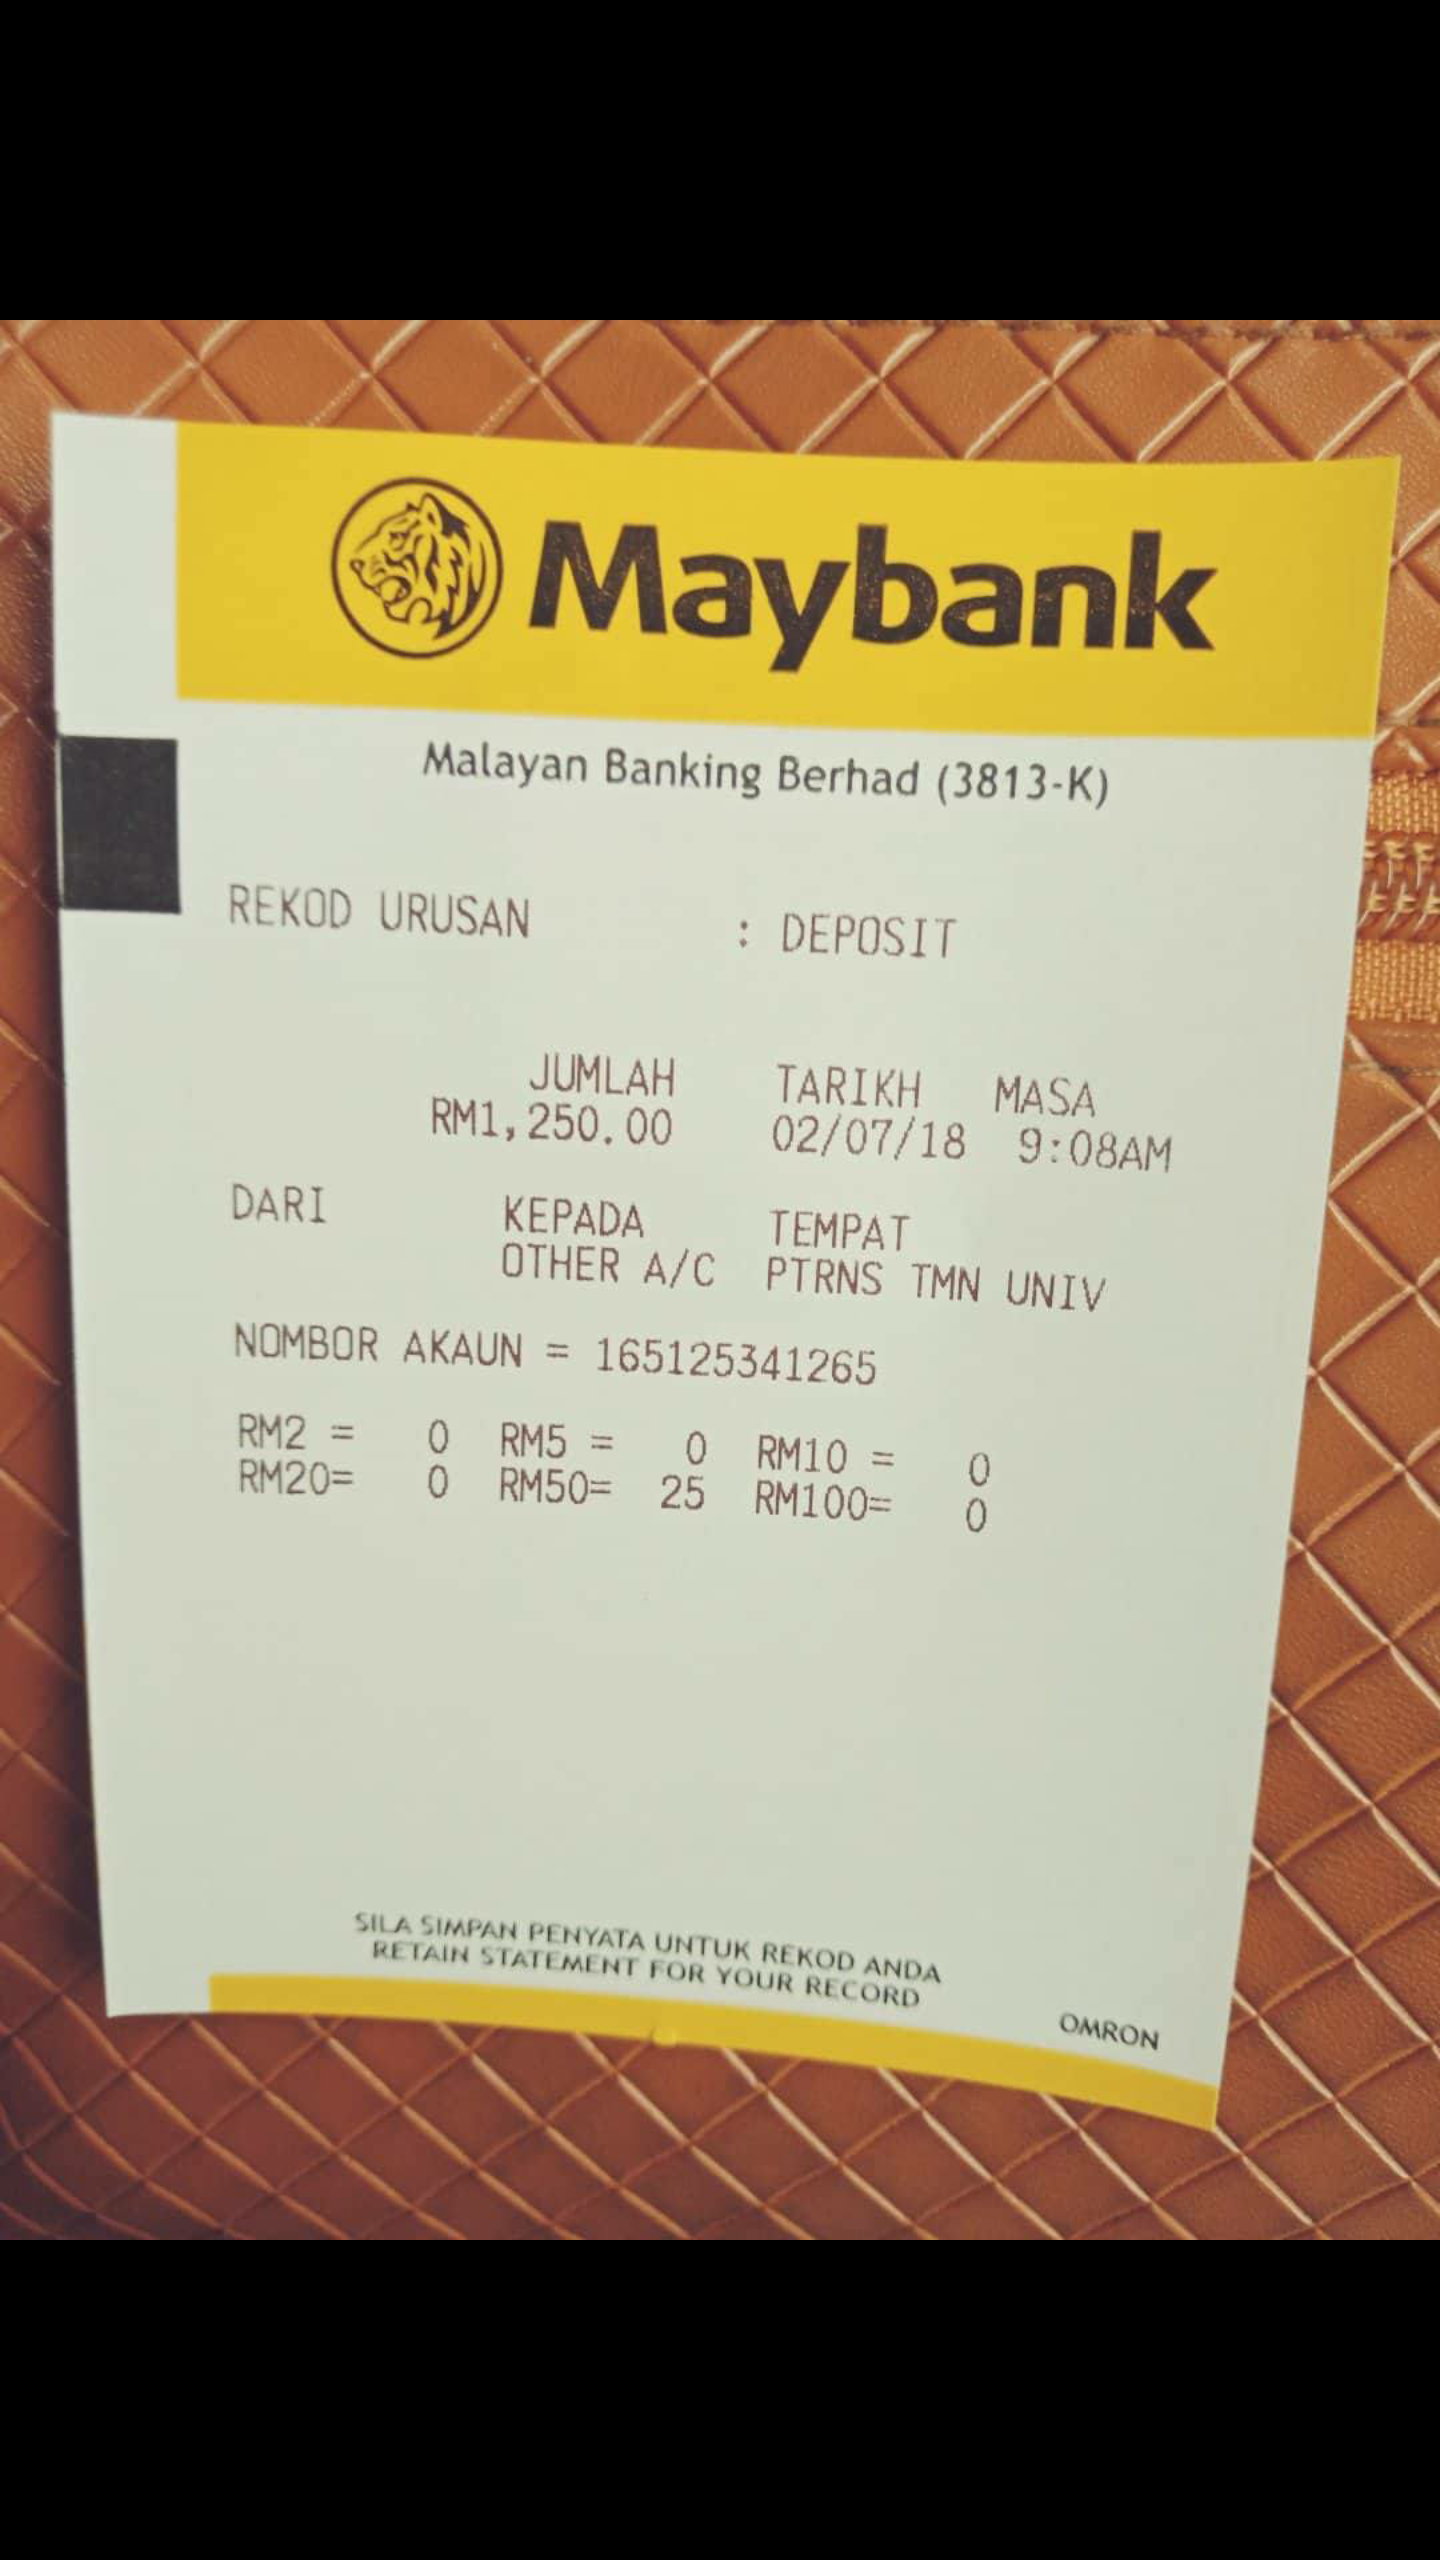 Maybank
Malayan Banking Berhad (3813-K)
REKOD URUSAN : DEPOSIT
JUMLAH TARIKH MASA
RM1,250.00 02/07/18 9:08AM
DARI KEPADA TEMPAT
OTHER A/C PTRNS TMN UNIV
NOMBOR AKAUN = 165125341265
RM2 = 0 RM5 = 0 RM10 = 0
RM20= 0 RM50= 25 RM100= 0
SILA SIMPAN PENYATA UNTUK REKOD ANDA
RETAIN STATEMENT FOR YOUR RECORD
OMRON